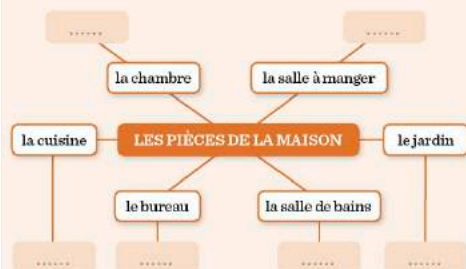 ......
......
la chambre
la salle à manger
la cuisine
LES PIÈCES DE LA MAISON
le jardin
le bureau
la salle de bains
......
......
......
......